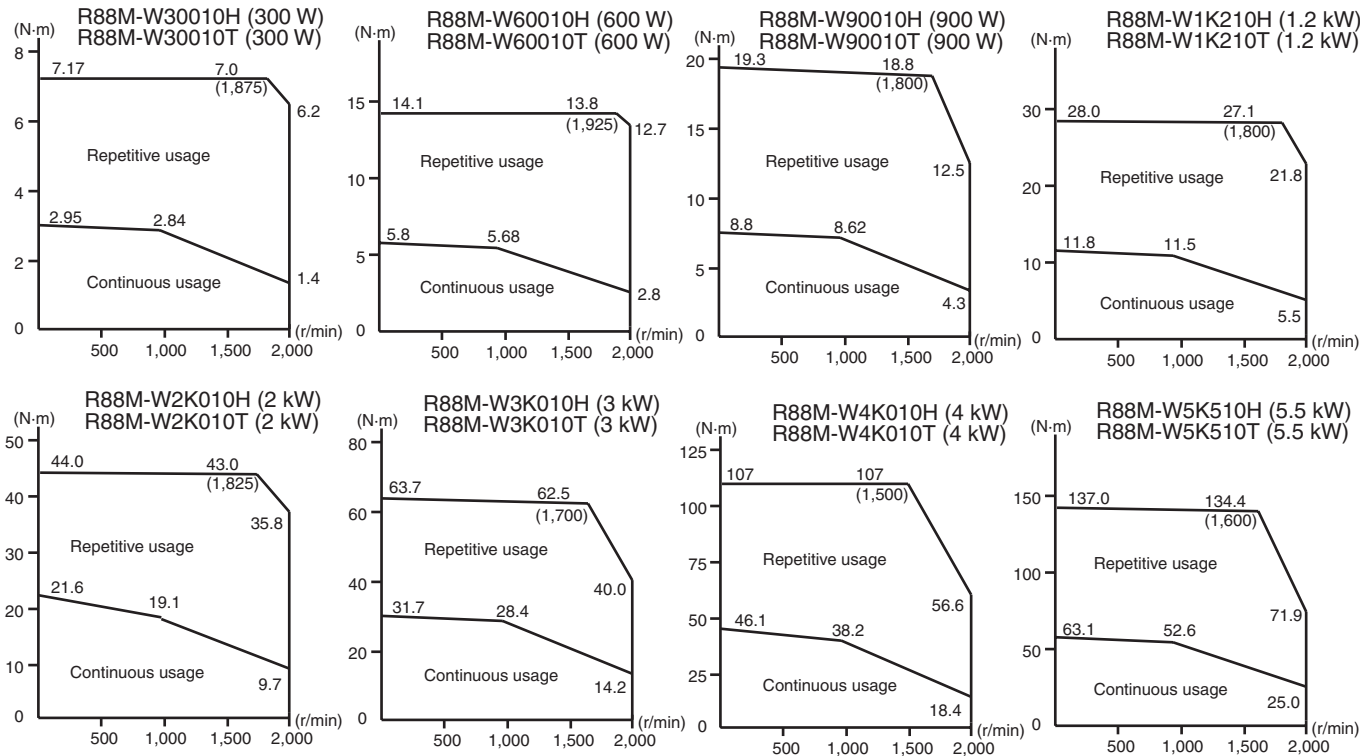 R88M-W30010H (300 W)
R88M-W30010T (300 W)
(N·m)
8
7.17
7.0
(1,875)
6.2
6
Repetitive usage
4
2.95
2.84
2
Continuous usage
1.4
0
(r/min)
500 1,000 1,500 2,000
R88M-W60010H (600 W)
R88M-W60010T (600 W)
(N·m)
15
14.1
13.8
(1,925)
12.7
Repetitive usage
10
5.8
5.68
5
Continuous usage
2.8
0
(r/min)
500 1,000 1,500 2,000
R88M-W90010H (900 W)
R88M-W90010T (900 W)
(N·m)
20
19.3
18.8
(1,800)
15
Repetitive usage
12.5
10
8.8
8.62
5
Continuous usage
4.3
0
(r/min)
500 1,000 1,500 2,000
R88M-W1K210H (1.2 kW)
R88M-W1K210T (1.2 kW)
(N·m)
30
28.0
27.1
(1,800)
Repetitive usage
21.8
20
11.8
11.5
10
Continuous usage
5.5
0
(r/min)
500 1,000 1,500 2,000
R88M-W2K010H (2 kW)
R88M-W2K010T (2 kW)
(N·m)
50
44.0
43.0
(1,825)
40
35.8
Repetitive usage
30
21.6
19.1
20
10
Continuous usage
9.7
0
(r/min)
500 1,000 1,500 2,000
R88M-W3K010H (3 kW)
R88M-W3K010T (3 kW)
(N·m)
80
63.7
62.5
(1,700)
60
Repetitive usage
40
40.0
31.7
28.4
20
Continuous usage
14.2
0
(r/min)
500 1,000 1,500 2,000
R88M-W4K010H (4 kW)
R88M-W4K010T (4 kW)
(N·m)
125
107
107
(1,500)
100
75
Repetitive usage
56.6
50
46.1
38.2
25
Continuous usage
18.4
0
(r/min)
500 1,000 1,500 2,000
R88M-W5K510H (5.5 kW)
R88M-W5K510T (5.5 kW)
(N·m)
150
137.0
134.4
(1,600)
100
Repetitive usage
71.9
63.1
52.6
50
Continuous usage
25.0
0
(r/min)
500 1,000 1,500 2,000